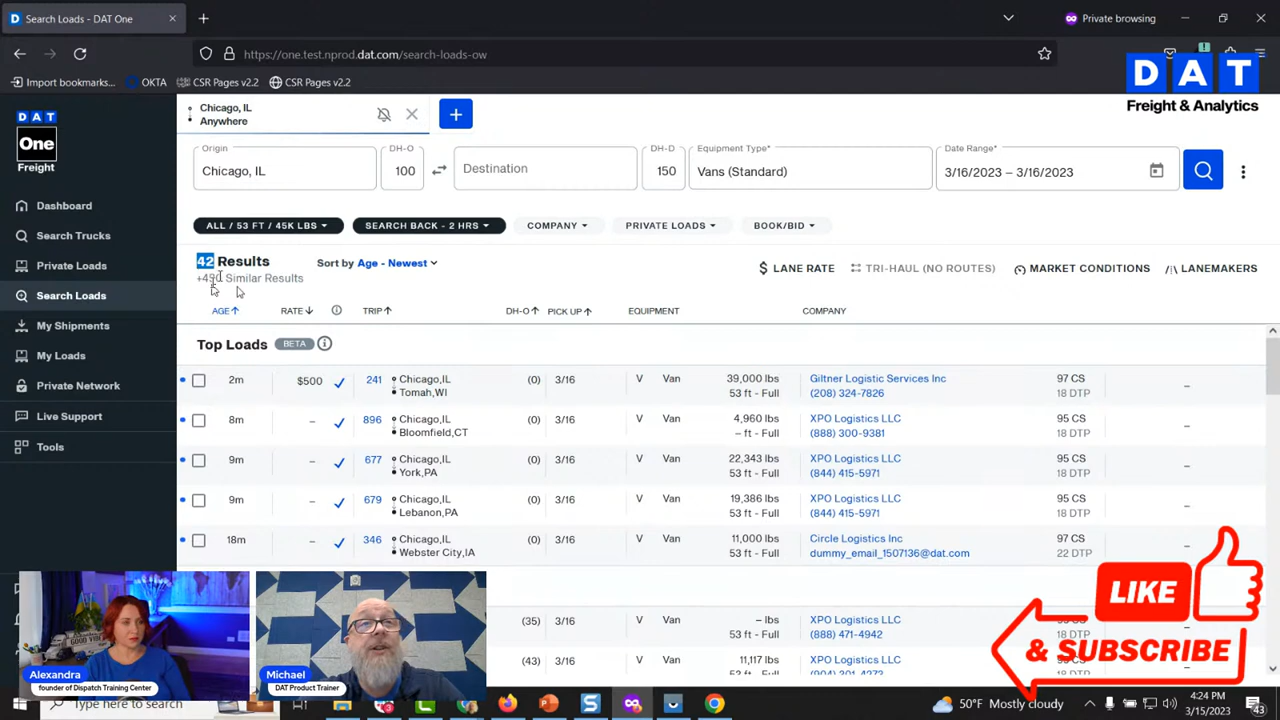 Search Loads - DAT One
Private browsing
https://one.test.nprod.dat.com/search-loads-ow
Import bookmarks...
OKTA
CSR Pages v2.2
CSR Pages v2.2
DAT
Freight & Analytics
DAT
One
Freight
Dashboard
Search Trucks
Private Loads
Search Loads
My Shipments
My Loads
Private Network
Live Support
Tools
Chicago, IL
Anywhere
Origin
Chicago, IL
DH-O
100
Destination
DH-D
150
Equipment Type*
Vans (Standard)
Date Range*
3/16/2023 – 3/16/2023
ALL / 53 FT / 45K LBS
SEARCH BACK - 2 HRS
COMPANY
PRIVATE LOADS
BOOK/BID
42 Results
Similar Results
Sort by Age - Newest
$ LANE RATE
TRI-HAUL (NO ROUTES)
MARKET CONDITIONS
LANEMAKERS
AGE RATE TRIP DH-O PICK UP EQUIPMENT COMPANY
Top Loads BETA
2m $500 241 Chicago,IL (0) 3/16 V Van 39,000 lbs Giltner Logistic Services Inc 97 CS –
Tomah,WI 53 ft - Full (208) 324-7826 18 DTP
8m – 896 Chicago,IL (0) 3/16 V Van 4,960 lbs XPO Logistics LLC 95 CS –
Bloomfield,CT – ft - Full (888) 300-9381 18 DTP
9m – 677 Chicago,IL (0) 3/16 V Van 22,343 lbs XPO Logistics LLC 95 CS –
York,PA 53 ft - Full (844) 415-5971 18 DTP
9m – 679 Chicago,IL (0) 3/16 V Van 19,386 lbs XPO Logistics LLC 95 CS –
Lebanon,PA 53 ft - Full (844) 415-5971 18 DTP
18m – 346 Chicago,IL (0) 3/16 V Van 11,000 lbs Circle Logistics Inc 97 CS –
Webster City,IA 53 ft - Full dummy_email_1507136@dat.com 22 DTP
(35) 3/16 V Van – lbs XPO Logistics LLC
53 ft - Full (888) 471-4942
(43) 3/16 V Van 11,117 lbs XPO Logistics LLC
53 ft - Full (904) 301-4273
Alexandra
founder of Dispatch Training Center
Michael
DAT Product Trainer
LIKE
& SUBSCRIBE
Type here to search
50°F Mostly cloudy
4:24 PM
3/15/2023
43